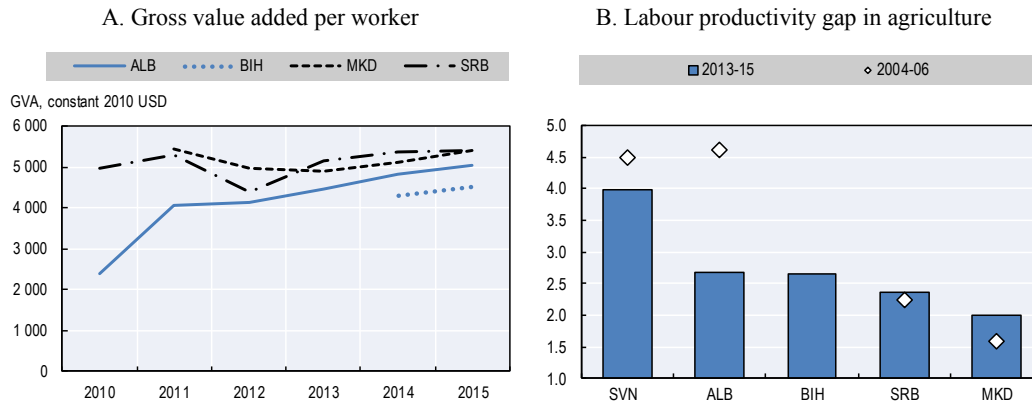 A. Gross value added per worker
ALB BIH MKD SRB
GVA, constant 2010 USD
6 000
5 000
4 000
3 000
2 000
1 000
0
2010 2011 2012 2013 2014 2015
B. Labour productivity gap in agriculture
2013-15 2004-06
5.0
4.5
4.0
3.5
3.0
2.5
2.0
1.5
1.0
SVN ALB BIH SRB MKD